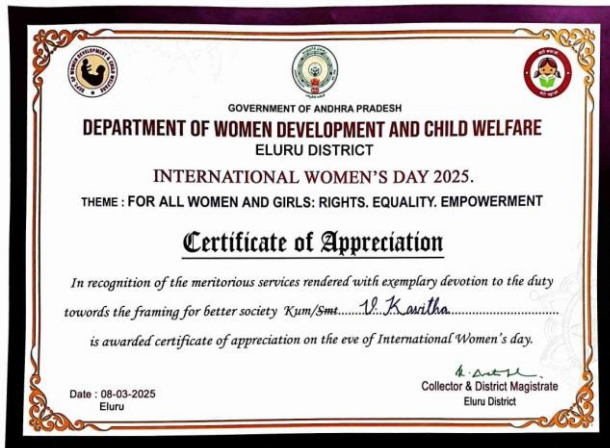 GOVERNMENT OF ANDHRA PRADESH
DEPARTMENT OF WOMEN DEVELOPMENT AND CHILD WELFARE
ELURU DISTRICT
INTERNATIONAL WOMEN'S DAY 2025.
THEME : FOR ALL WOMEN AND GIRLS: RIGHTS. EQUALITY. EMPOWERMENT
Certificate of Appreciation
In recognition of the meritorious services rendered with exemplary devotion to the duty
towards the framing for better society Kum/Smt.....V. Kavitha..............................
is awarded certificate of appreciation on the eve of International Women's day.
Date : 08-03-2025
Eluru
Collector & District Magistrate
Eluru District